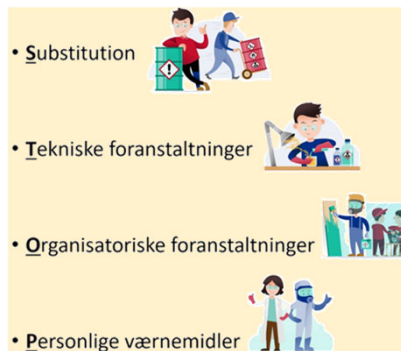 • Substitution
• Tekniske foranstaltninger
• Organisatoriske foranstaltninger
• Personlige værnemidler